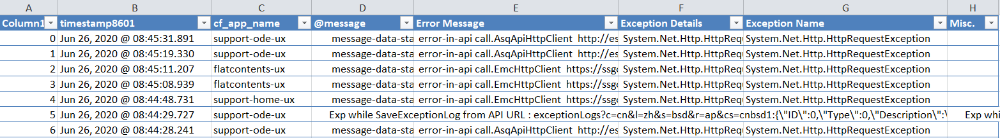 A B C D E F G H
Column1 timestamp8601 cf_app_name @message Error Message Exception Details Exception Name Misc.
0 Jun 26, 2020 @ 08:45:31.891 support-ode-ux message-data-sta error-in-api call.AsqApiHttpClient http://es System.Net.Http.HttpReq System.Net.Http.HttpRequestException
1 Jun 26, 2020 @ 08:45:19.330 support-ode-ux message-data-sta error-in-api call.AsqApiHttpClient http://es System.Net.Http.HttpReq System.Net.Http.HttpRequestException
2 Jun 26, 2020 @ 08:45:11.207 flatcontents-ux message-data-sta error-in-api call.EmcHttpClient https://ssgc System.Net.Http.HttpReq System.Net.Http.HttpRequestException
3 Jun 26, 2020 @ 08:45:08.939 flatcontents-ux message-data-sta error-in-api call.EmcHttpClient https://ssgc System.Net.Http.HttpReq System.Net.Http.HttpRequestException
4 Jun 26, 2020 @ 08:44:48.731 support-home-ux message-data-sta error-in-api call.EmcHttpClient https://ssgc System.Net.Http.HttpReq System.Net.Http.HttpRequestException
5 Jun 26, 2020 @ 08:44:29.727 support-ode-ux Exp while SaveExceptionLog from API URL : exceptionLogs?c=cn&l=zh&s=bsd&r=ap&cs=cnbsd1:{\"ID\":0,\"Type\":0,\"Description\":\ Exp whi
6 Jun 26, 2020 @ 08:44:28.241 support-ode-ux message-data-sta error-in-api call.AsqApiHttpClient http://es System.Net.Http.HttpReq System.Net.Http.HttpRequestException